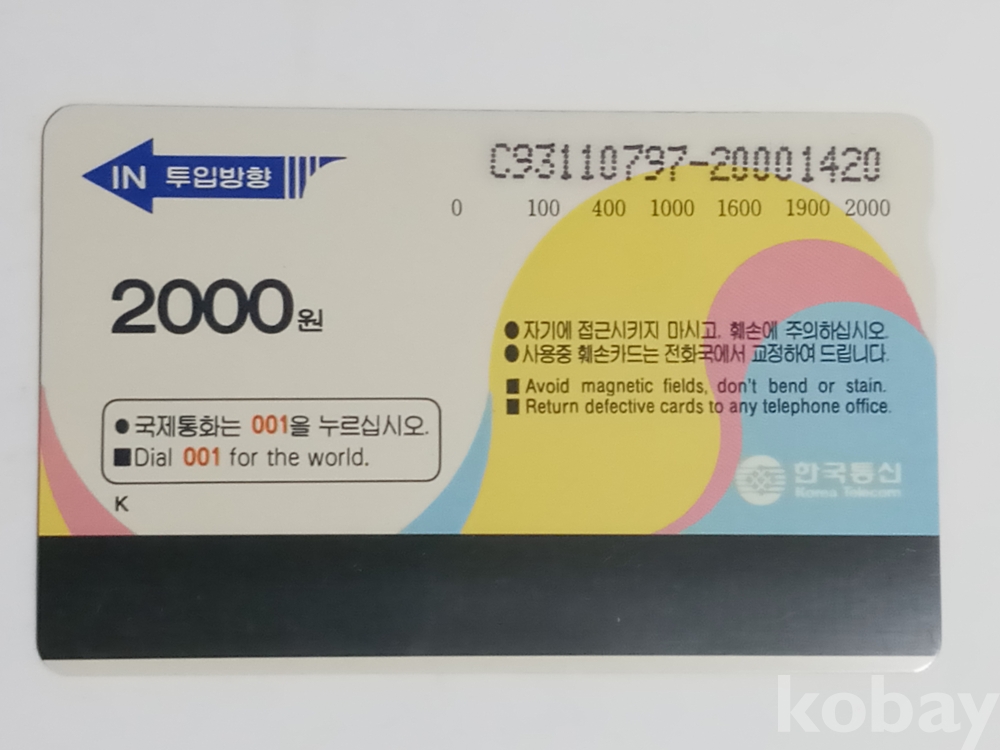 IN 투입방향
C93110797-20001420
0 100 400 1000 1600 1900 2000
2000원
● 자기에 접근시키지 마시고, 훼손에 주의하십시오.
● 사용중 훼손카드는 전화국에서 교정하여 드립니다.
■ Avoid magnetic fields, don't bend or stain.
■ Return defective cards to any telephone office.
● 국제통화는 001을 누르십시오.
■ Dial 001 for the world.
K
한국통신
Korea Telecom
kobay